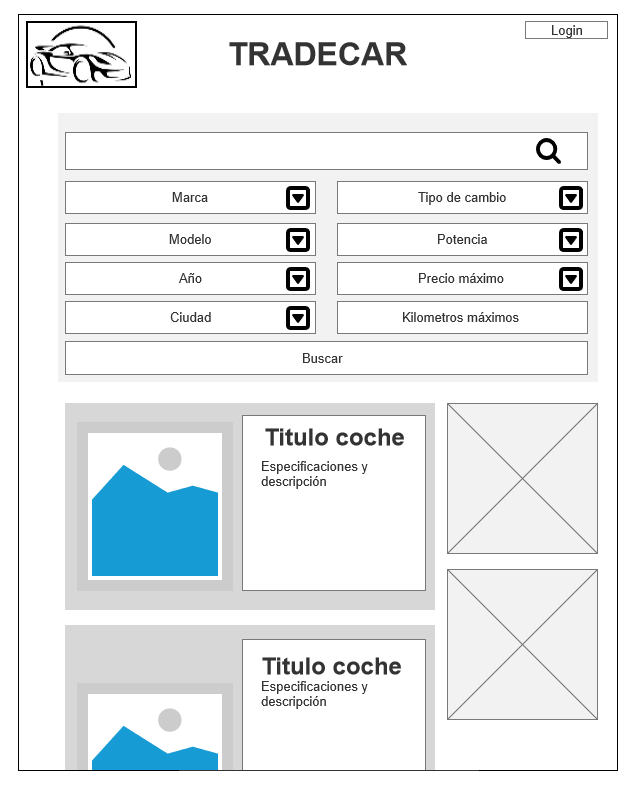 Login
TRADECAR
Marca
Tipo de cambio
Modelo
Potencia
Año
Precio máximo
Ciudad
Kilometros máximos
Buscar
Titulo coche
Especificaciones y
descripción
Titulo coche
Especificaciones y
descripción